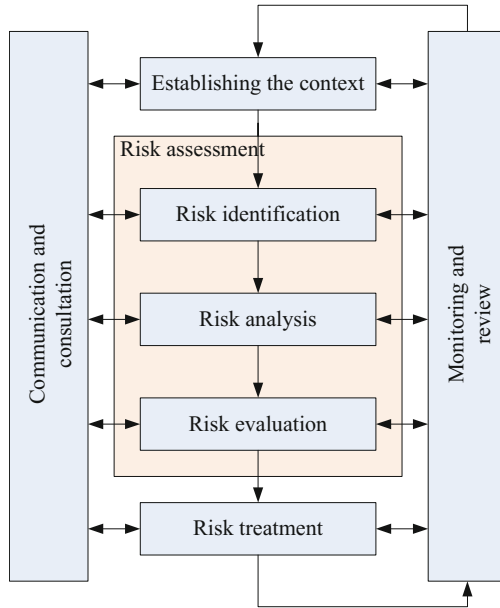 Establishing the context
Risk assessment
Risk identification
Risk analysis
Risk evaluation
Risk treatment
Communication and
consultation
Monitoring and
review